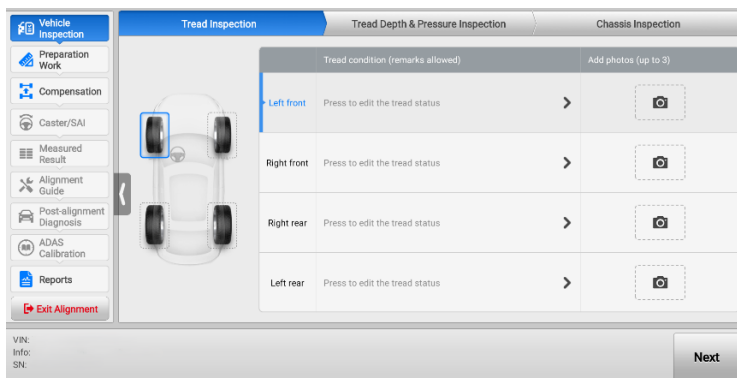 Vehicle
Inspection
Preparation
Work
Compensation
Caster/SAI
Measured
Result
Alignment
Guide
Post-alignment
Diagnosis
ADAS
Calibration
Reports
Exit Alignment
Tread Inspection
Tread Depth & Pressure Inspection
Chassis Inspection
Tread condition (remarks allowed)
Add photos (up to 3)
Left front
Press to edit the tread status
Right front
Press to edit the tread status
Right rear
Press to edit the tread status
Left rear
Press to edit the tread status
VIN:
Info:
SN:
Next